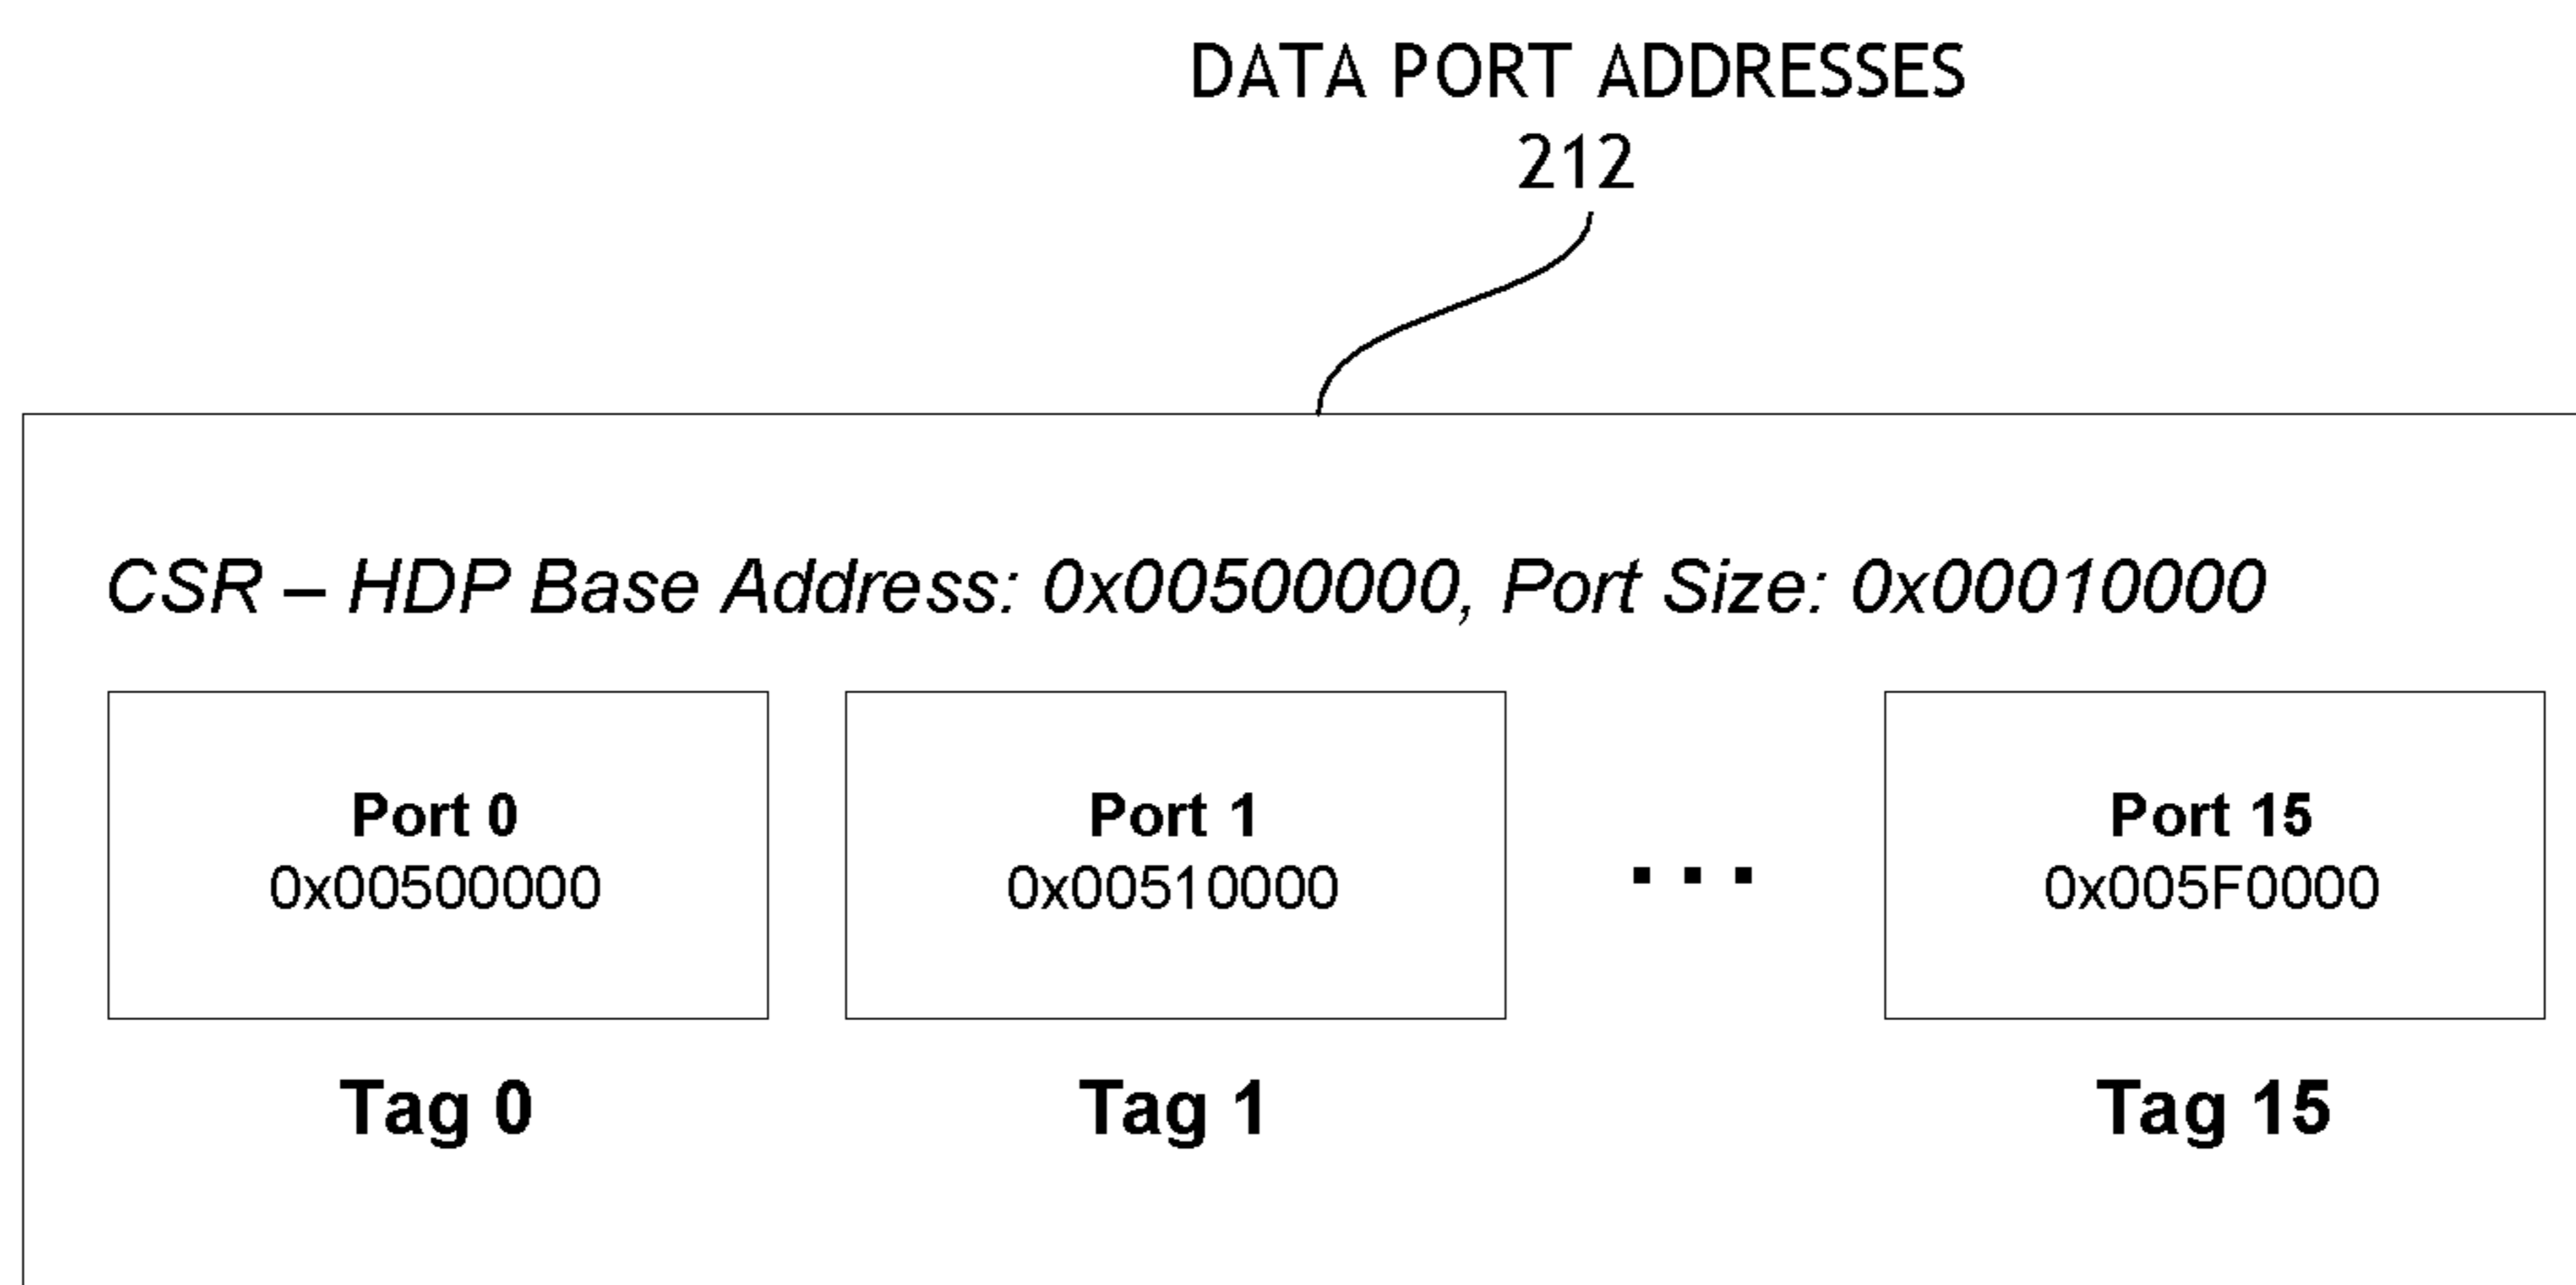 DATA PORT ADDRESSES
212
CSR – HDP Base Address: 0x00500000, Port Size: 0x00010000
Port 0
0x00500000
Tag 0
Port 1
0x00510000
Tag 1
. . .
Port 15
0x005F0000
Tag 15